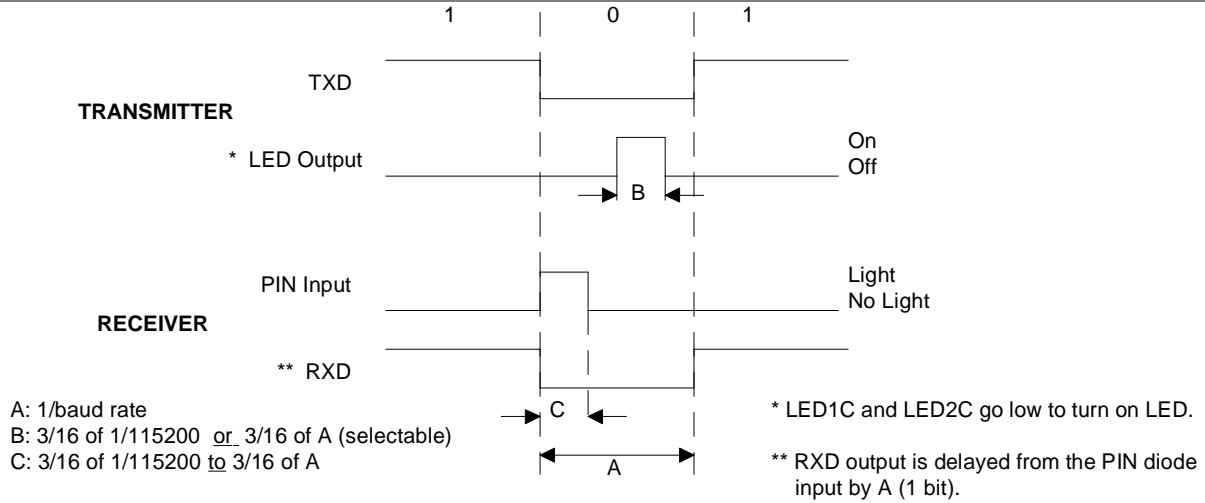 1 0 1
TXD
TRANSMITTER
* LED Output
On
Off
B
PIN Input
Light
No Light
RECEIVER
** RXD
C
A
A: 1/baud rate
B: 3/16 of 1/115200 or 3/16 of A (selectable)
C: 3/16 of 1/115200 to 3/16 of A
* LED1C and LED2C go low to turn on LED.
** RXD output is delayed from the PIN diode
input by A (1 bit).